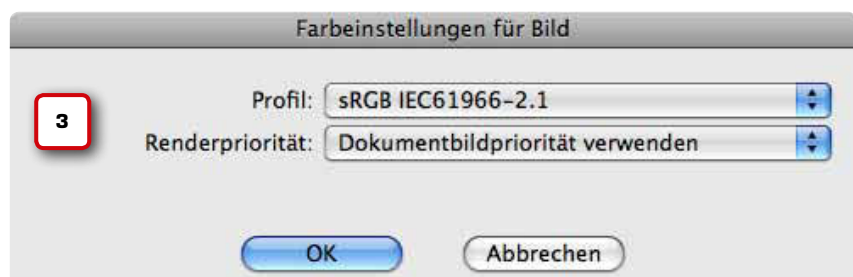 Farbeinstellungen für Bild
3
Profil: sRGB IEC61966-2.1
Renderpriorität: Dokumentbildpriorität verwenden
OK Abbrechen